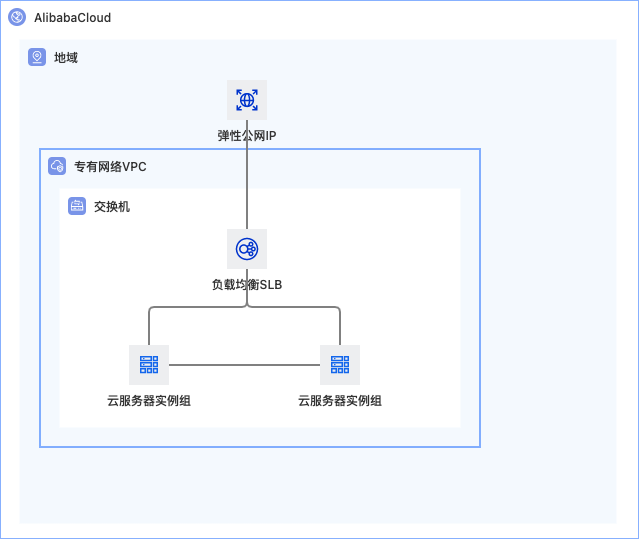 AlibabaCloud
地域
弹性公网IP
专有网络VPC
交换机
负载均衡SLB
云服务器实例组
云服务器实例组